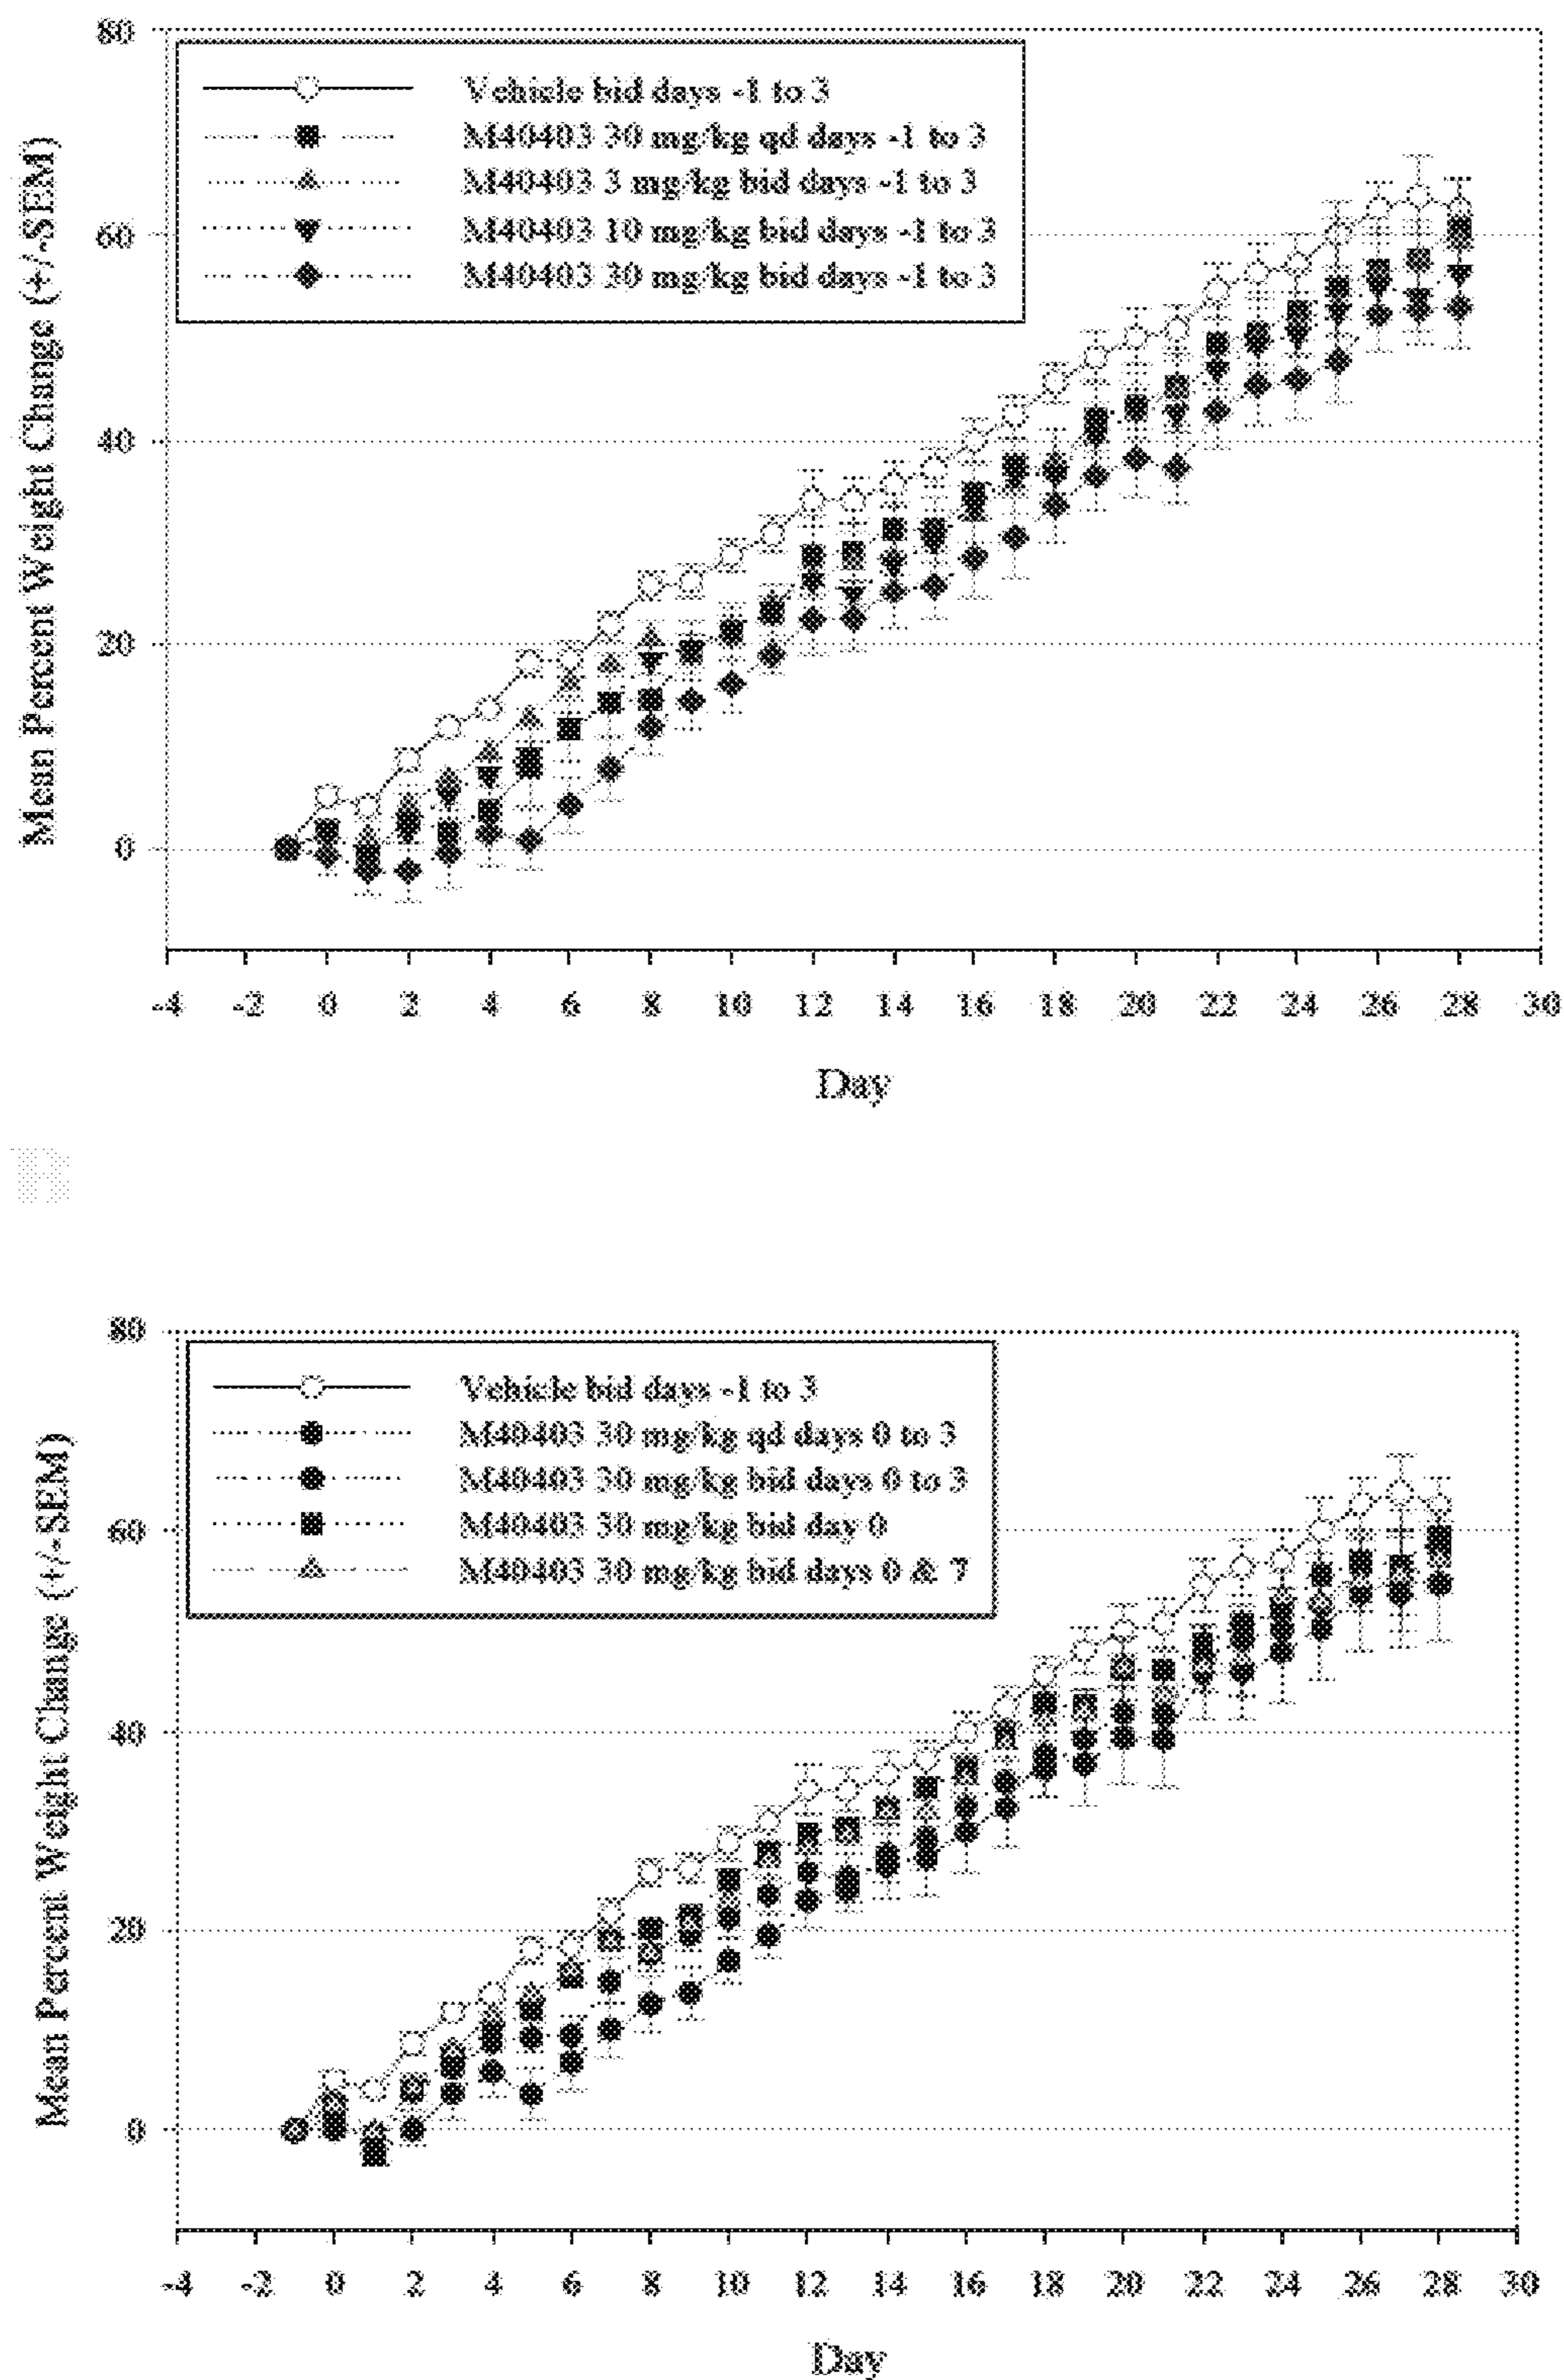 80
Vehicle bid days -1 to 3
M40403 30 mg/kg qd days -1 to 3
M40403 3 mg/kg bid days -1 to 3
M40403 10 mg/kg bid days -1 to 3
M40403 30 mg/kg bid days -1 to 3
60
40
20
0
Mean Percent Weight Change (+/-SEM)
-4 -2 0 2 4 6 8 10 12 14 16 18 20 22 24 26 28 30
Day
B
80
Vehicle bid days -1 to 3
M40403 30 mg/kg qd days 0 to 3
M40403 30 mg/kg bid days 0 to 3
M40403 30 mg/kg bid day 0
M40403 30 mg/kg bid days 0 & 7
60
40
20
0
Mean Percent Weight Change (+/-SEM)
-4 -2 0 2 4 6 8 10 12 14 16 18 20 22 24 26 28 30
Day